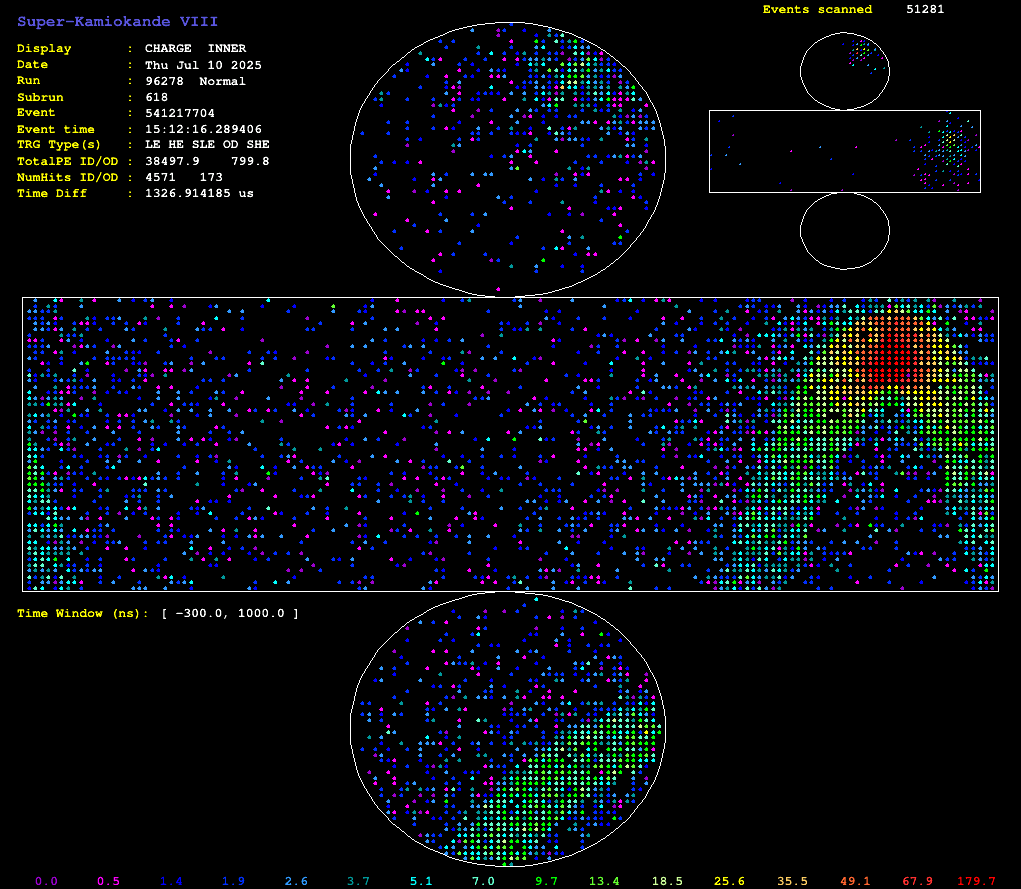 Super-Kamiokande VIII
Events scanned 51281
Display : CHARGE INNER
Date : Thu Jul 10 2025
Run : 96278 Normal
Subrun : 618
Event : 541217704
Event time : 15:12:16.289406
TRG Type(s) : LE HE SLE OD SHE
TotalPE ID/OD : 38497.9 799.8
NumHits ID/OD : 4571 173
Time Diff : 1326.914185 us
Time Window (ns): [ -300.0, 1000.0 ]
0.0 0.5 1.4 1.9 2.6 3.7 5.1 7.0 9.7 13.4 18.5 25.6 35.5 49.1 67.9 179.7